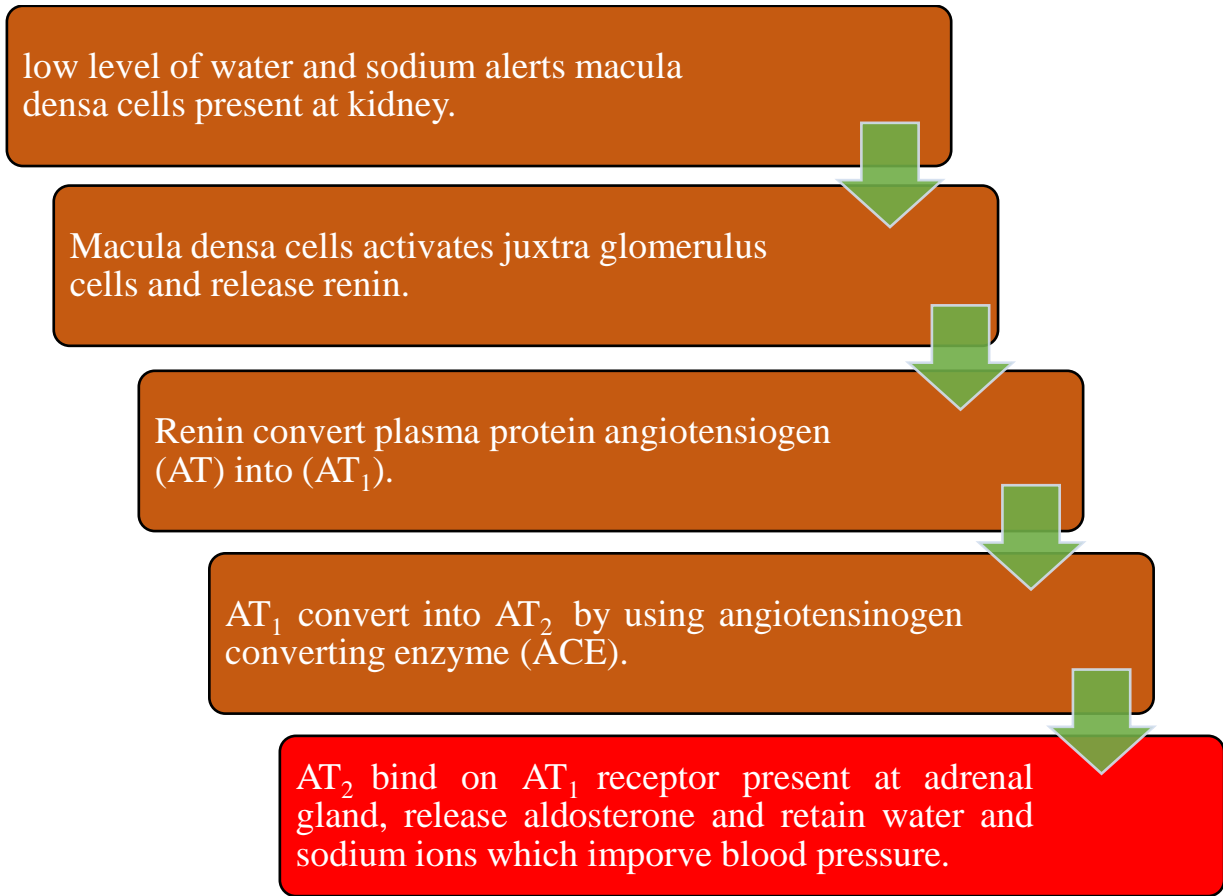 low level of water and sodium alerts macula
densa cells present at kidney.
Macula densa cells activates juxtra glomerulus
cells and release renin.
Renin convert plasma protein angiotensiogen
(AT) into (AT₁).
AT₁ convert into AT₂ by using angiotensinogen
converting enzyme (ACE).
AT₂ bind on AT₁ receptor present at adrenal
gland, release aldosterone and retain water and
sodium ions which imporve blood pressure.